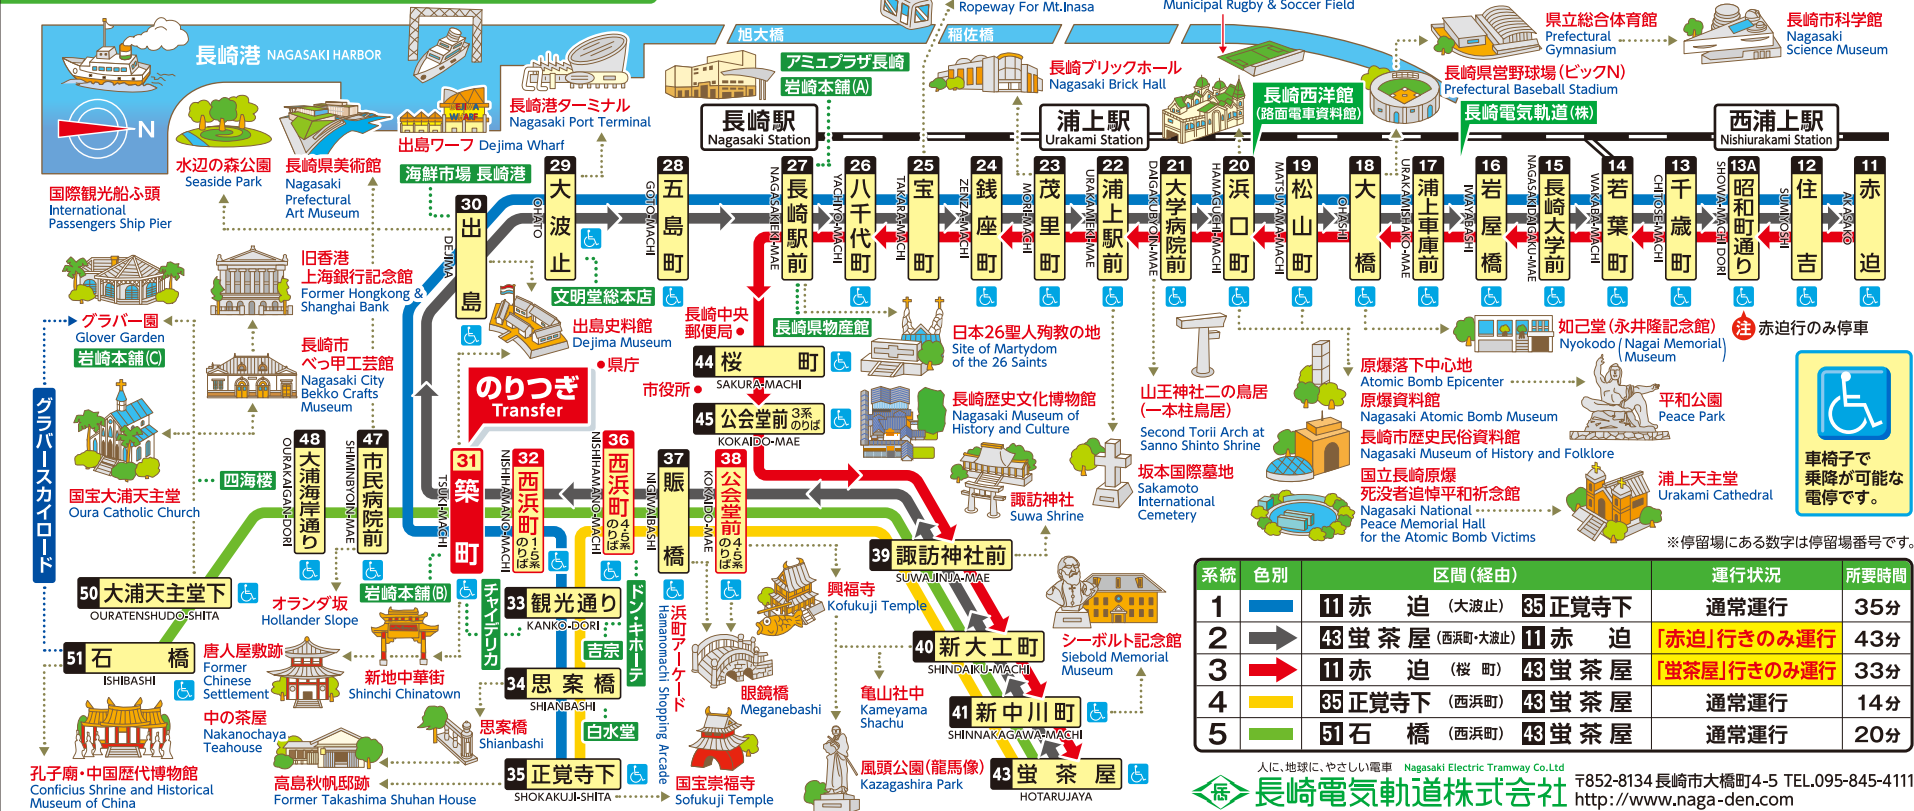 Ropeway For Mt.Inasa
Municipal Rugby & Soccer Field
長崎港 NAGASAKI HARBOR
旭大橋
稲佐橋
県立総合体育館
Prefectural
Gymnasium
長崎市科学館
Nagasaki
Science Museum
N
長崎港ターミナル
Nagasaki Port Terminal
アミュプラザ長崎
岩崎本舗(A)
長崎ブリックホール
Nagasaki Brick Hall
長崎県営野球場(ビックN)
Prefectural Baseball Stadium
長崎西洋館
(路面電車資料館)
長崎電気軌道(株)
長崎駅
Nagasaki Station
浦上駅
Urakami Station
西浦上駅
Nishiurakami Station
出島ワーフ Dejima Wharf
DEJIMA
WHARF
水辺の森公園
Seaside Park
長崎県美術館
Nagasaki
Prefectural
Art Museum
海鮮市場 長崎港
国際観光船ふ頭
International
Passengers Ship Pier
30 出島
DEJIMA
29 大波止
OHATO
28 五島町
GOTO-MACHI
27 長崎駅前
NAGASAKIEKI-MAE
26 八千代町
YACHIYO-MACHI
25 宝町
TAKARA-MACHI
24 銭座町
ZENZA-MACHI
23 茂里町
MORI-MACHI
22 浦上駅前
URAKAMIEKI-MAE
21 大学病院前
DAIGAKUBYOIN-MAE
20 浜口町
HAMAGUCHI-MACHI
19 松山町
MATSUYAMA-MACHI
18 大橋
OHASHI
17 浦上車庫前
URAKAMISHAKO-MAE
16 岩屋橋
IWAYABASHI
15 長崎大学前
NAGASAKIDAIGAKU-MAE
14 若葉町
WAKABA-MACHI
13 千歳町
CHITOSE-MACHI
13A 昭和町通り
SHOWA-MACHI DORI
12 住吉
SUMIYOSHI
11 赤迫
AKASAKO
旧香港
上海銀行記念館
Former Hongkong &
Shanghai Bank
グラバー園
Glover Garden
岩崎本舗(C)
長崎市
べっ甲工芸館
Nagasaki City
Bekko Crafts
Museum
文明堂総本店
出島史料館
Dejima Museum
県庁
長崎中央
郵便局
長崎県物産館
市役所
日本26聖人殉教の地
Site of Martydom
of the 26 Saints
如己堂(永井隆記念館)
Nyokodo (Nagai Memorial)
Museum
注 赤迫行のみ停車
44 桜町
SAKURA-MACHI
45 公会堂前 3系のりば
KOKAIDO-MAE
のりつぎ
Transfer
長崎歴史文化博物館
Nagasaki Museum of
History and Culture
山王神社二の鳥居
(一本柱鳥居)
Second Torii Arch at
Sanno Shinto Shrine
原爆落下中心地
Atomic Bomb Epicenter
原爆資料館
Nagasaki Atomic Bomb Museum
長崎市歴史民俗資料館
Nagasaki Museum of History and Folklore
平和公園
Peace Park
国立長崎原爆
死没者追悼平和祈念館
Nagasaki National
Peace Memorial Hall
for the Atomic Bomb Victims
浦上天主堂
Urakami Cathedral
車椅子で
乗降が可能な
電停です。
※停留場にある数字は停留場番号です。
グラバースカイロード
国宝大浦天主堂
Oura Catholic Church
四海楼
48 大浦海岸通り
OURAKAIGAN-DORI
47 市民病院前
SHIMINBYOIN-MAE
31 築町
TSUKI-MACHI
32 西浜町 1・5系のりば
NISHIHAMANO-MACHI
36 西浜町 4・5系のりば
NISHIHAMANO-MACHI
37 賑橋
NIGIWAIBASHI
38 公会堂前 4・5系のりば
KOKAIDO-MAE
諏訪神社
Suwa Shrine
坂本国際墓地
Sakamoto
International
Cemetery
39 諏訪神社前
SUWAJINJA-MAE
50 大浦天主堂下
OURATENSHUDO-SHITA
51 石橋
ISHIBASHI
オランダ坂
Hollander Slope
岩崎本舗(B)
チャイデリカ
33 観光通り
KANKO-DORI
吉宗
ドン・キホーテ
浜町アーケード
Hamanomachi Shopping Arcade
興福寺
Kofukuji Temple
40 新大工町
SHINDAIKU-MACHI
シーボルト記念館
Siebold Memorial
Museum
唐人屋敷跡
Former
Chinese
Settlement
新地中華街
Shinchi Chinatown
34 思案橋
SHIANBASHI
思案橋
Shianbashi
白水堂
眼鏡橋
Meganebashi
亀山社中
Kameyama
Shachu
41 新中川町
SHINNAKAGAWA-MACHI
中の茶屋
Nakanochaya
Teahouse
孔子廟・中国歴代博物館
Conficius Shrine and Historical
Museum of China
高島秋帆邸跡
Former Takashima Shuhan House
35 正覚寺下
SHOKAKUJI-SHITA
国宝崇福寺
Sofukuji Temple
風頭公園(龍馬像)
Kazagashira Park
43 蛍茶屋
HOTARUJAYA
系統 色別 区間(経由) 運行状況 所要時間
1 11 赤迫 (大波止) 35 正覚寺下 通常運行 35分
2 43 蛍茶屋 (西浜町・大波止) 11 赤迫 「赤迫」行きのみ運行 43分
3 11 赤迫 (桜町) 43 蛍茶屋 「蛍茶屋」行きのみ運行 33分
4 35 正覚寺下 (西浜町) 43 蛍茶屋 通常運行 14分
5 51 石橋 (西浜町) 43 蛍茶屋 通常運行 20分
人に、地球に、やさしい電車 Nagasaki Electric Tramway Co.Ltd
長崎電気軌道株式会社
〒852-8134 長崎市大橋町4-5 TEL.095-845-4111
http://www.naga-den.com